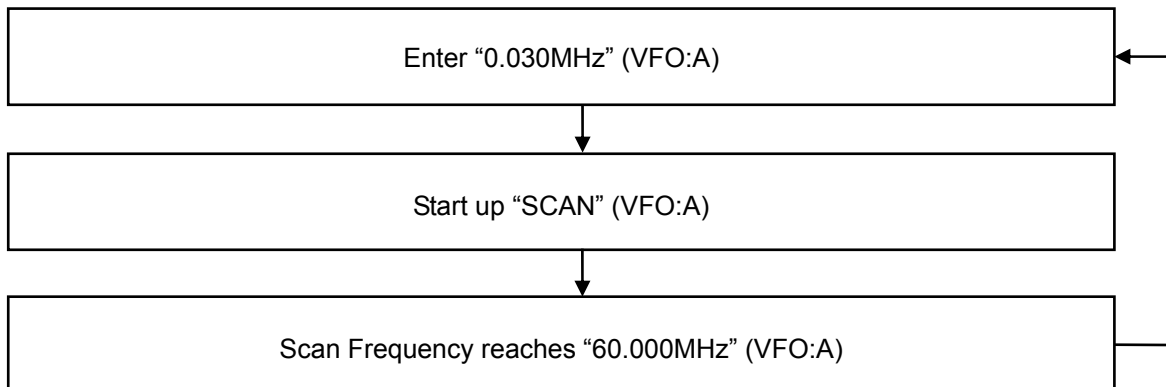 Enter “0.030MHz” (VFO:A)
Start up “SCAN” (VFO:A)
Scan Frequency reaches “60.000MHz” (VFO:A)